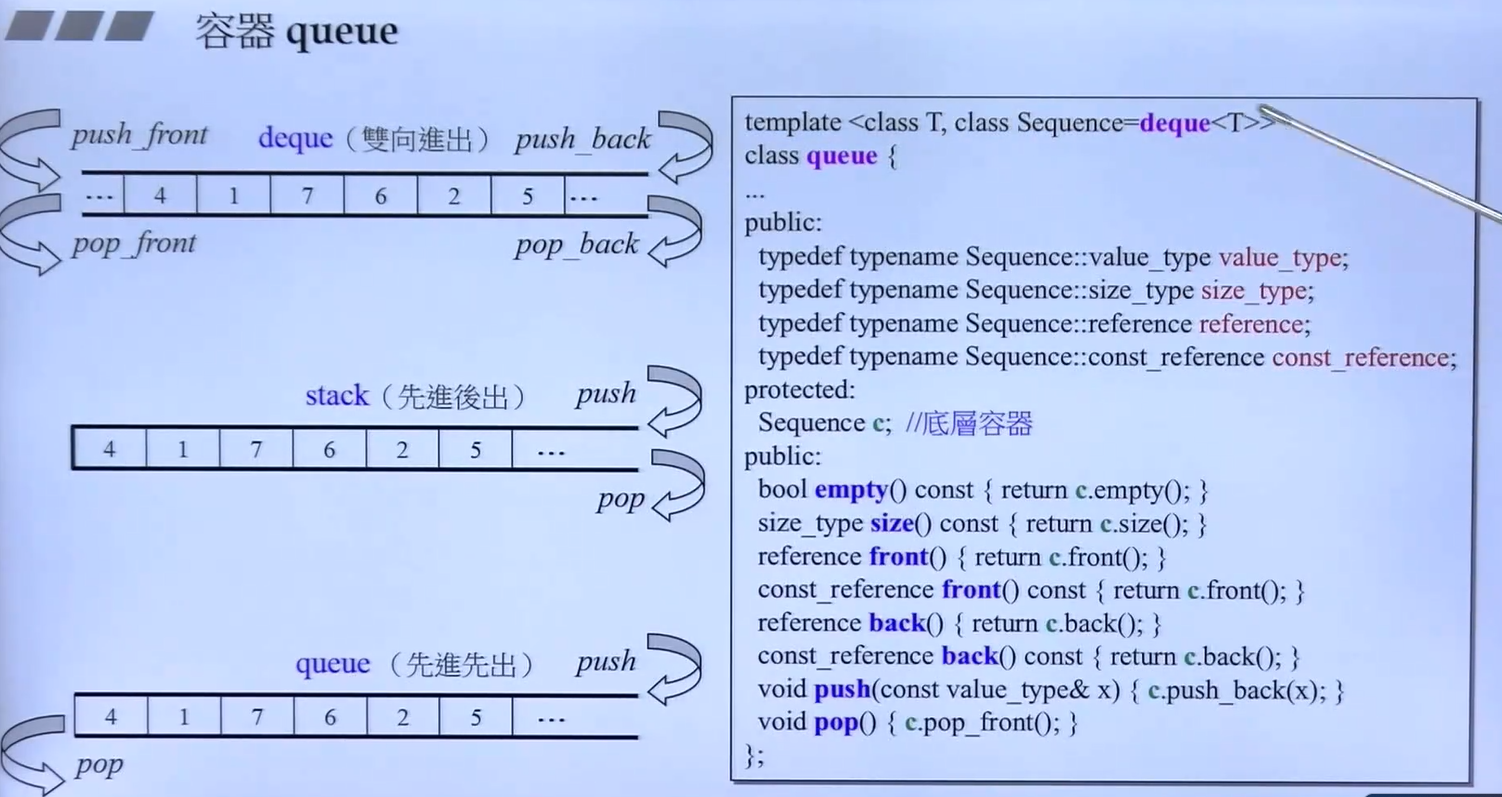 容器 queue
push_front deque（雙向進出） push_back
... 4 1 7 6 2 5 ...
pop_front pop_back
stack（先進後出） push
4 1 7 6 2 5 ...
pop
queue （先進先出） push
4 1 7 6 2 5 ...
pop
template <class T, class Sequence=deque<T>>
class queue {
...
public:
typedef typename Sequence::value_type value_type;
typedef typename Sequence::size_type size_type;
typedef typename Sequence::reference reference;
typedef typename Sequence::const_reference const_reference;
protected:
Sequence c; //底層容器
public:
bool empty() const { return c.empty(); }
size_type size() const { return c.size(); }
reference front() { return c.front(); }
const_reference front() const { return c.front(); }
reference back() { return c.back(); }
const_reference back() const { return c.back(); }
void push(const value_type& x) { c.push_back(x); }
void pop() { c.pop_front(); }
};